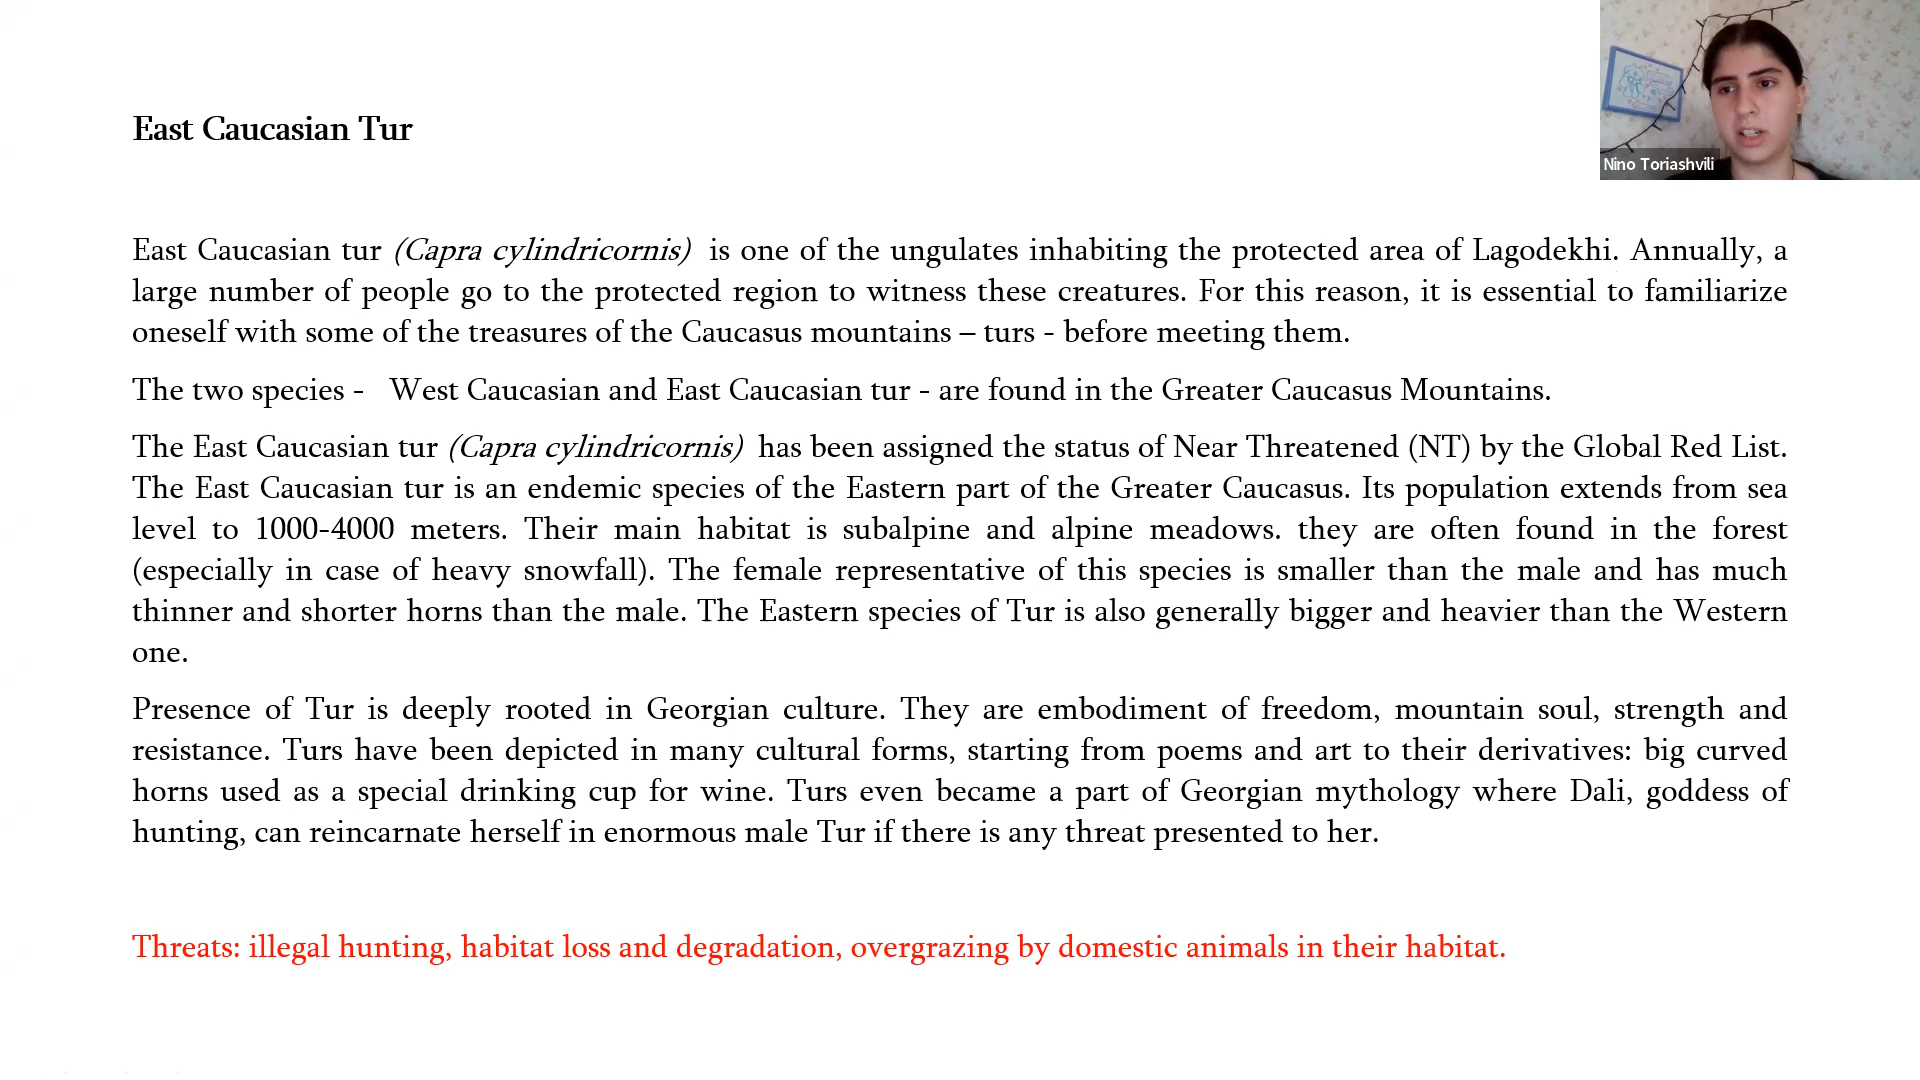 East Caucasian Tur
Nino Toriashvili
East Caucasian tur (Capra cylindricornis) is one of the ungulates inhabiting the protected area of Lagodekhi. Annually, a
large number of people go to the protected region to witness these creatures. For this reason, it is essential to familiarize
oneself with some of the treasures of the Caucasus mountains – turs - before meeting them.
The two species - West Caucasian and East Caucasian tur - are found in the Greater Caucasus Mountains.
The East Caucasian tur (Capra cylindricornis) has been assigned the status of Near Threatened (NT) by the Global Red List.
The East Caucasian tur is an endemic species of the Eastern part of the Greater Caucasus. Its population extends from sea
level to 1000-4000 meters. Their main habitat is subalpine and alpine meadows. they are often found in the forest
(especially in case of heavy snowfall). The female representative of this species is smaller than the male and has much
thinner and shorter horns than the male. The Eastern species of Tur is also generally bigger and heavier than the Western
one.
Presence of Tur is deeply rooted in Georgian culture. They are embodiment of freedom, mountain soul, strength and
resistance. Turs have been depicted in many cultural forms, starting from poems and art to their derivatives: big curved
horns used as a special drinking cup for wine. Turs even became a part of Georgian mythology where Dali, goddess of
hunting, can reincarnate herself in enormous male Tur if there is any threat presented to her.
Threats: illegal hunting, habitat loss and degradation, overgrazing by domestic animals in their habitat.